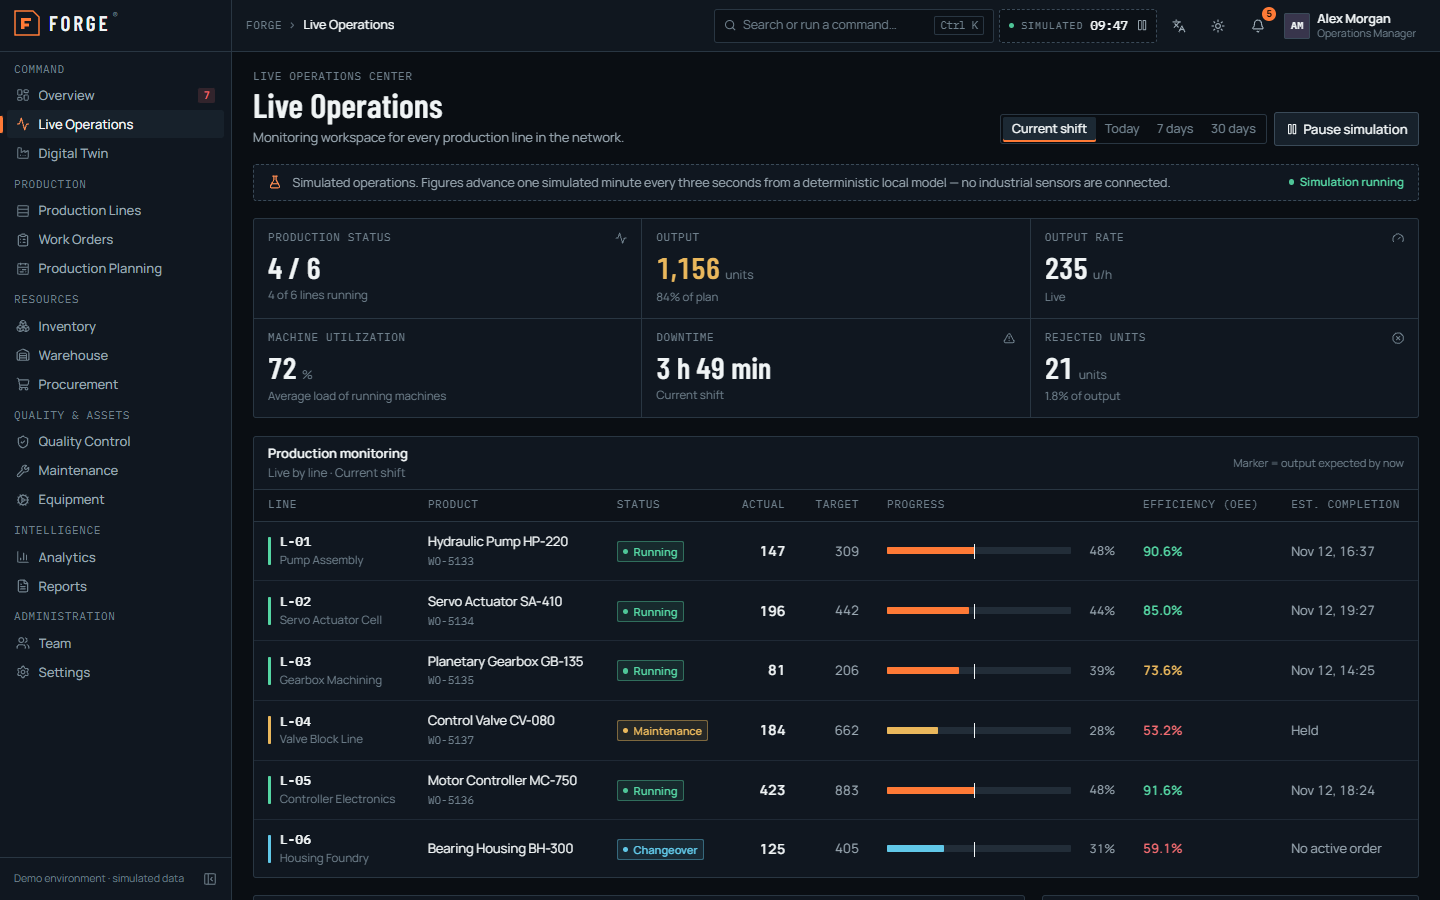 FORGE®
COMMAND
Overview 7
Live Operations
Digital Twin
PRODUCTION
Production Lines
Work Orders
Production Planning
RESOURCES
Inventory
Warehouse
Procurement
QUALITY & ASSETS
Quality Control
Maintenance
Equipment
INTELLIGENCE
Analytics
Reports
ADMINISTRATION
Team
Settings
Demo environment · simulated data
FORGE › Live Operations
Search or run a command... Ctrl K
SIMULATED 09:47
5
AM
Alex Morgan
Operations Manager
LIVE OPERATIONS CENTER
Live Operations
Monitoring workspace for every production line in the network.
Current shift Today 7 days 30 days
Pause simulation
Simulated operations. Figures advance one simulated minute every three seconds from a deterministic local model — no industrial sensors are connected.
Simulation running
PRODUCTION STATUS
4 / 6
4 of 6 lines running
OUTPUT
1,156 units
84% of plan
OUTPUT RATE
235 u/h
Live
MACHINE UTILIZATION
72 %
Average load of running machines
DOWNTIME
3 h 49 min
Current shift
REJECTED UNITS
21 units
1.8% of output
Production monitoring
Live by line · Current shift
Marker = output expected by now
LINE PRODUCT STATUS ACTUAL TARGET PROGRESS EFFICIENCY (OEE) EST. COMPLETION
L-01 Hydraulic Pump HP-220 Running 147 309 48% 90.6% Nov 12, 16:37
Pump Assembly WO-5133
L-02 Servo Actuator SA-410 Running 196 442 44% 85.0% Nov 12, 19:27
Servo Actuator Cell WO-5134
L-03 Planetary Gearbox GB-135 Running 81 206 39% 73.6% Nov 12, 14:25
Gearbox Machining WO-5135
L-04 Control Valve CV-080 Maintenance 184 662 28% 53.2% Held
Valve Block Line WO-5137
L-05 Motor Controller MC-750 Running 423 883 48% 91.6% Nov 12, 18:24
Controller Electronics WO-5136
L-06 Bearing Housing BH-300 Changeover 125 405 31% 59.1% No active order
Housing Foundry